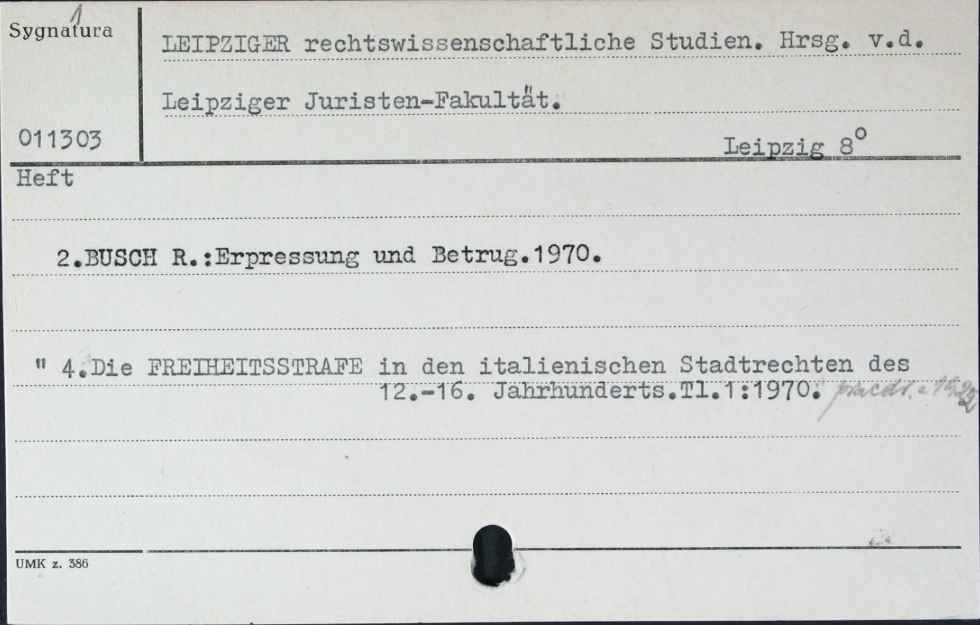 1
Sygnatura
LEIPZIGER rechtswissenschaftliche Studien. Hrsg. v.d.
Leipziger Juristen-Fakultät.
011303
Leipzig 8°
Heft
2.BUSCH R.:Erpressung und Betrug.1970.
" 4.Die FREIHEITSSTRAFE in den italienischen Stadtrechten des
12.-16. Jahrhunderts.Tl.1:1970.
UMK z. 386